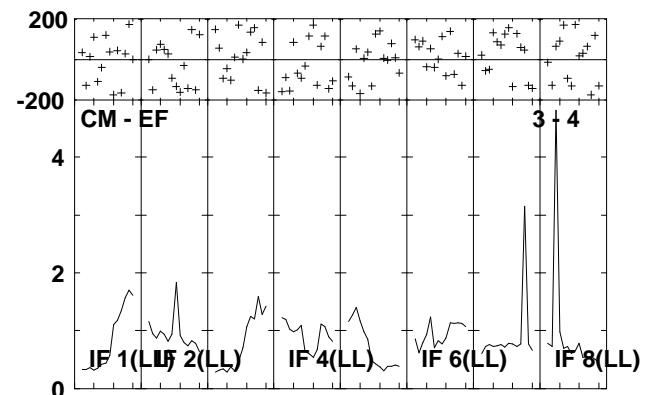 200
-200
CM - EF 3 - 4
4
2
IF 1(LL) IF 2(LL) IF 4(LL) IF 6(LL) IF 8(LL)
0